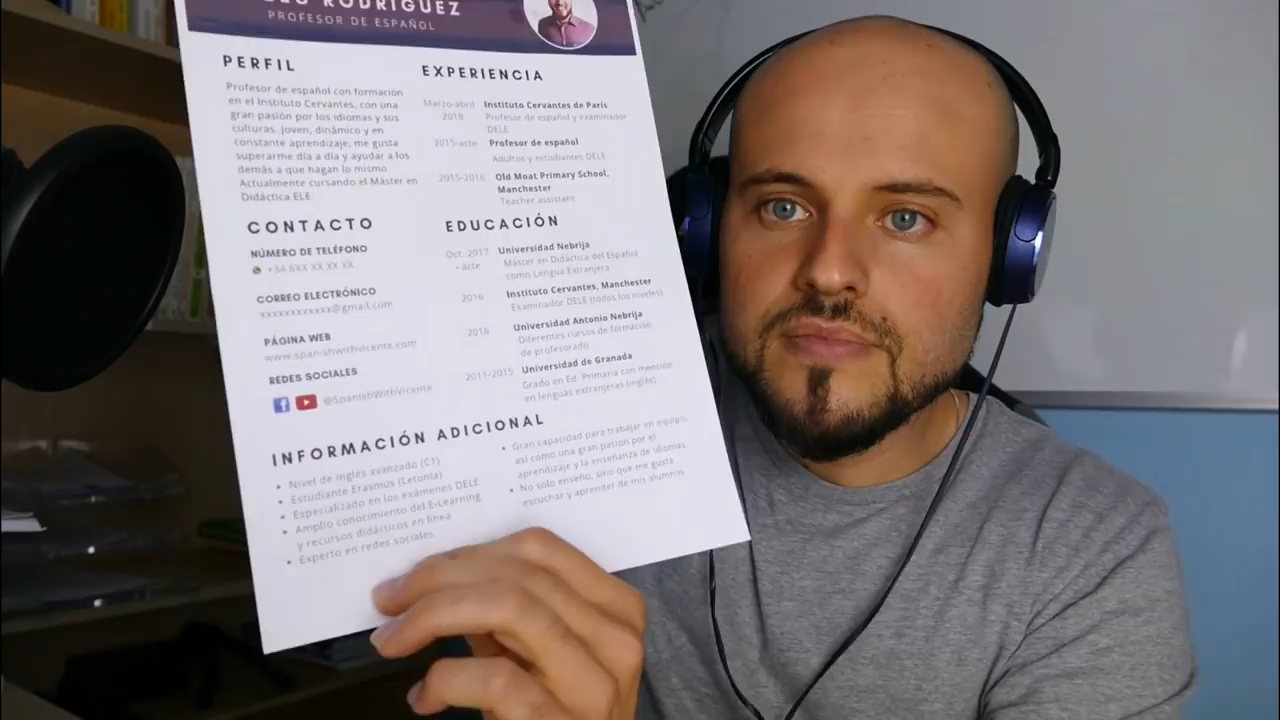 RODRÍGUEZ
PROFESOR DE ESPAÑOL
PERFIL
Profesor de español con formación
en el Instituto Cervantes, con una
gran pasión por los idiomas y sus
culturas. Joven, dinámico y en
constante aprendizaje, me gusta
superarme día a día y ayudar a los
demás a que hagan lo mismo.
Actualmente cursando el Máster en
Didáctica ELE.
CONTACTO
NÚMERO DE TELÉFONO
+34 6XX XX XX XX
CORREO ELECTRÓNICO
xxxxxxxxxxxx@gmail.com
PÁGINA WEB
www.spanishwithvicente.com
REDES SOCIALES
@SpanishWithVicente
EXPERIENCIA
Marzo-abril
2018
Instituto Cervantes de París
Profesor de español y examinador
DELE
2015-acte
Profesor de español
Adultos y estudiantes DELE
2015-2016
Old Moat Primary School,
Manchester
Teacher assistant
EDUCACIÓN
Oct. 2017
- acte
Universidad Nebrija
Máster en Didáctica del Español
como Lengua Extranjera
2016
Instituto Cervantes, Manchester
Examinador DELE (todos los niveles)
2016
Universidad Antonio Nebrija
Diferentes cursos de formación
de profesorado
2011-2015
Universidad de Granada
Grado en Ed. Primaria con mención
en lenguas extranjeras (inglés)
INFORMACIÓN ADICIONAL
• Nivel de inglés avanzado (C1)
• Estudiante Erasmus (Letonia)
• Especializado en los exámenes DELE
• Amplio conocimiento del E-Learning
y recursos didácticos en línea
• Experto en redes sociales
• Gran capacidad para trabajar en equipo,
así como una gran pasión por el
aprendizaje y la enseñanza de idiomas
• No solo enseño, sino que me gusta
escuchar y aprender de mis alumnos